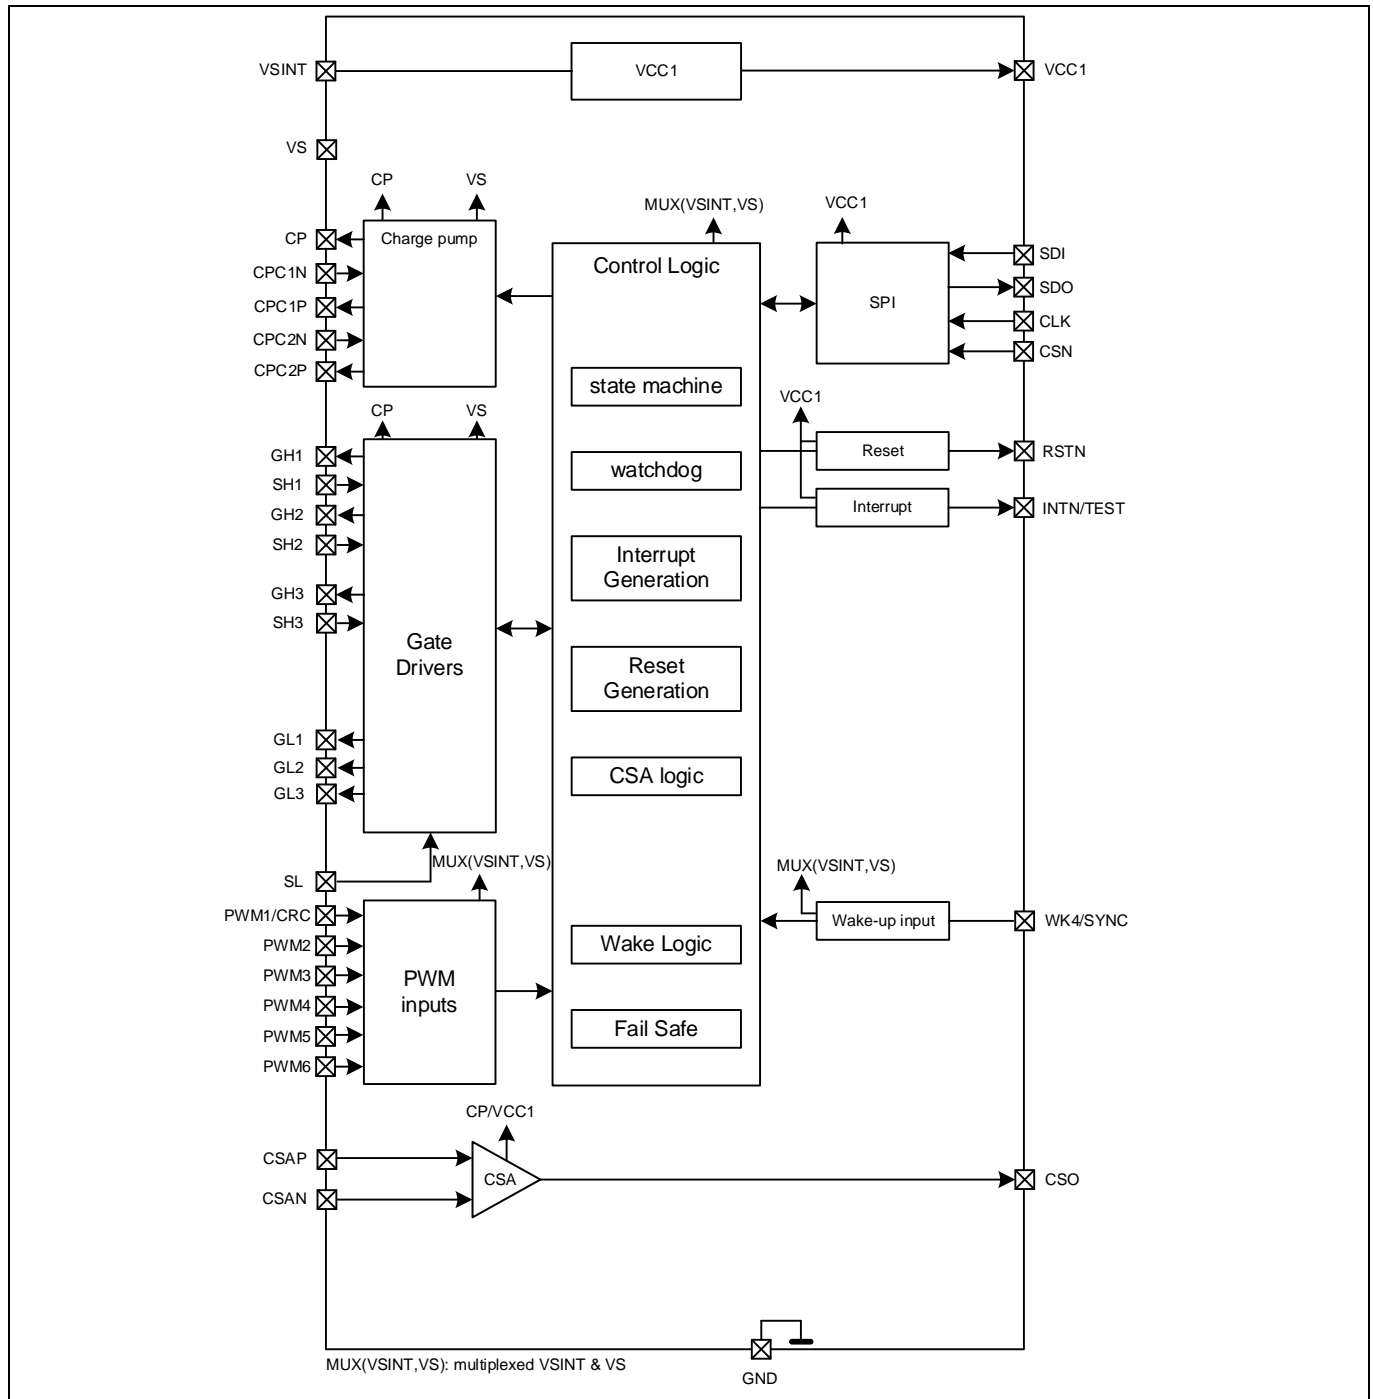 VSINT
VCC1
VCC1
VS
CP
VS
MUX(VSINT,VS)
VCC1
CP
CPC1N
CPC1P
CPC2N
CPC2P
Charge pump
Control Logic
SPI
SDI
SDO
CLK
CSN
state machine
watchdog
Interrupt
Generation
Reset
Generation
CSA logic
Wake Logic
Fail Safe
VCC1
Reset
RSTN
Interrupt
INTN/TEST
CP
VS
GH1
SH1
GH2
SH2
GH3
SH3
Gate
Drivers
GL1
GL2
GL3
SL
MUX(VSINT,VS)
PWM1/CRC
PWM2
PWM3
PWM4
PWM5
PWM6
PWM
inputs
MUX(VSINT,VS)
Wake-up input
WK4/SYNC
CP/VCC1
CSAP
CSAN
CSA
CSO
MUX(VSINT,VS): multiplexed VSINT & VS
GND